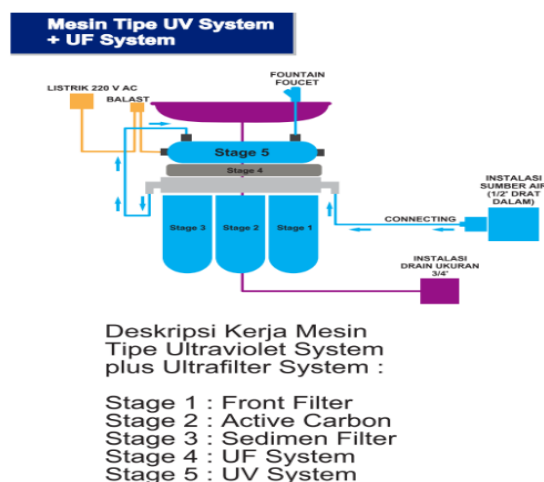 Mesin Tipe UV System
+ UF System
FOUNTAIN
FOUCET
LISTRIK 220 V AC
BALAST
Stage 5
Stage 4
INSTALASI
SUMBER AIR
(1/2' DRAT
DALAM)
CONNECTING
Stage 3
Stage 2
Stage 1
INSTALASI
DRAIN UKURAN
3/4'
Deskripsi Kerja Mesin
Tipe Ultraviolet System
plus Ultrafilter System :
Stage 1 : Front Filter
Stage 2 : Active Carbon
Stage 3 : Sedimen Filter
Stage 4 : UF System
Stage 5 : UV System